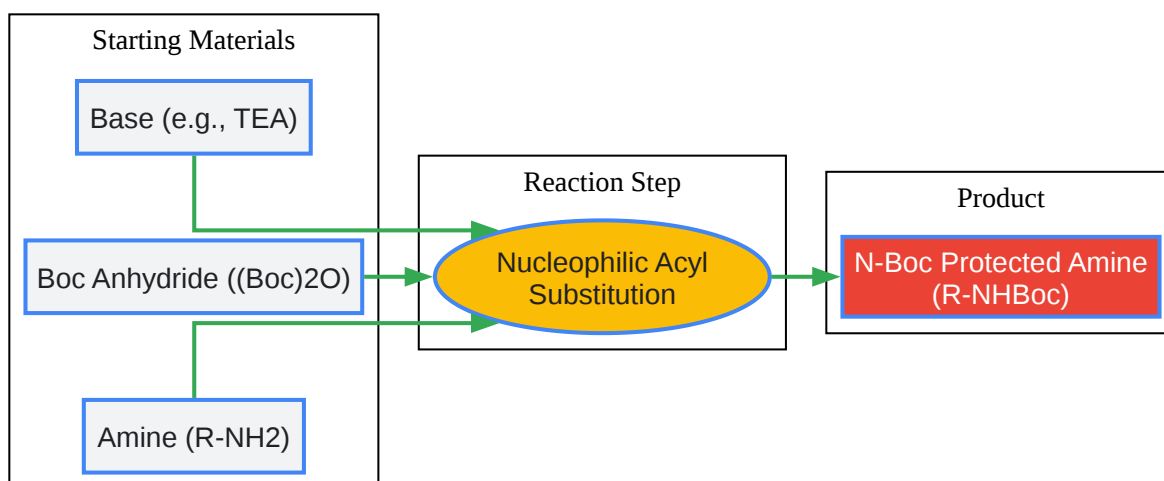 Starting Materials
Base (e.g., TEA)
Boc Anhydride ((Boc)2O)
Amine (R-NH2)
Reaction Step
Nucleophilic Acyl
Substitution
Product
N-Boc Protected Amine
(R-NHBoc)